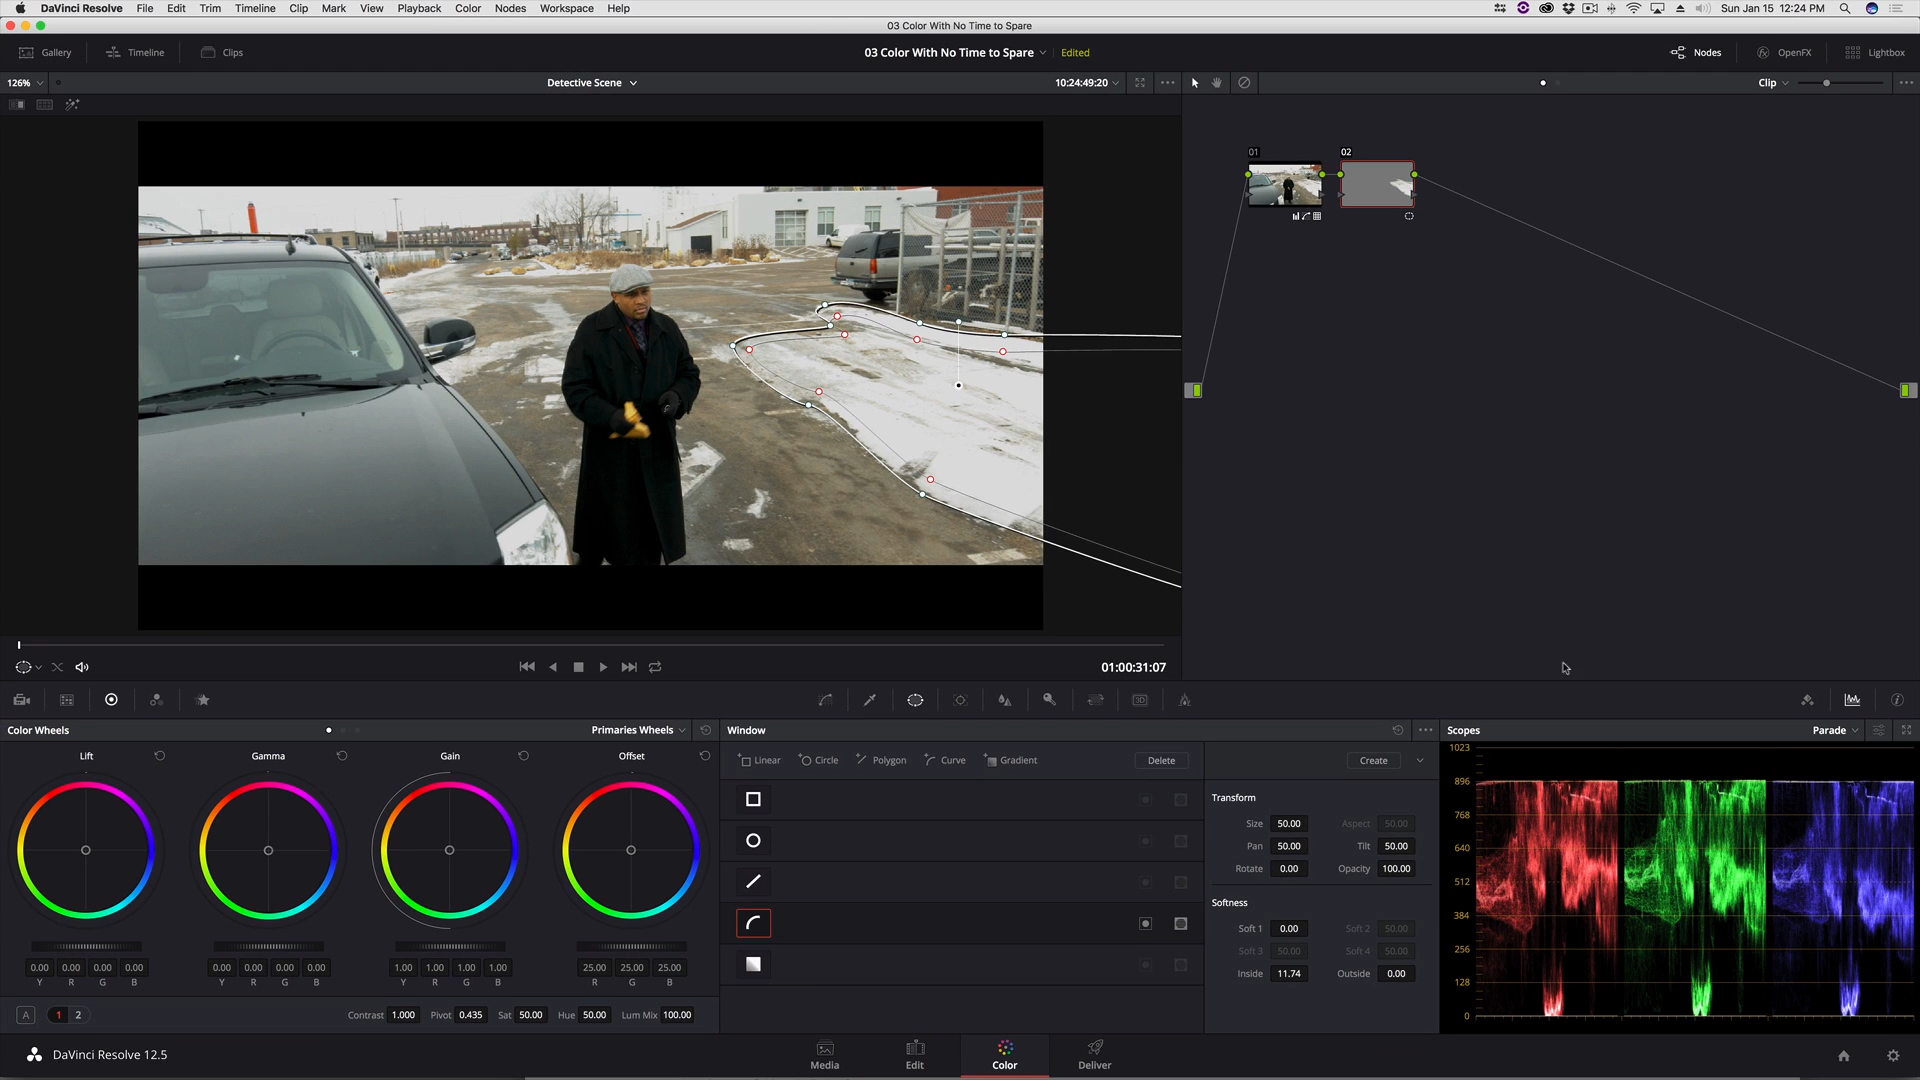 DaVinci Resolve File Edit Trim Timeline Clip Mark View Playback Color Nodes Workspace Help Sun Jan 15 12:24 PM
03 Color With No Time to Spare
Gallery Timeline Clips 03 Color With No Time to Spare Edited Nodes OpenFX Lightbox
126% Detective Scene 10:24:49:20 Clip
01 02
01:00:31:07
Color Wheels Primaries Wheels Window Scopes Parade
Lift Gamma Gain Offset
Linear Circle Polygon Curve Gradient Delete Create
Transform
Size 50.00 Aspect 50.00
Pan 50.00 Tilt 50.00
Rotate 0.00 Opacity 100.00
Softness
Soft 1 0.00 Soft 2 50.00
Soft 3 50.00 Soft 4 50.00
Inside 11.74 Outside 0.00
1023
896
768
640
512
384
256
128
0
0.00 0.00 0.00 0.00 0.00 0.00 0.00 0.00 1.00 1.00 1.00 1.00 25.00 25.00 25.00
Y R G B Y R G B Y R G B R G B
A 1 2 Contrast 1.000 Pivot 0.435 Sat 50.00 Hue 50.00 Lum Mix 100.00
DaVinci Resolve 12.5 Media Edit Color Deliver
3D